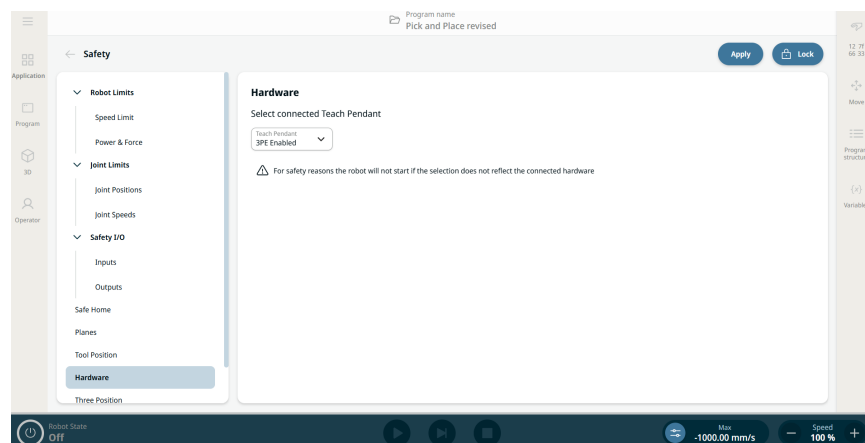 Program name
Pick and Place revised
Safety
Apply
Lock
Application
Program
3D
Operator
Robot Limits
Speed Limit
Power & Force
Joint Limits
Joint Positions
Joint Speeds
Safety I/O
Inputs
Outputs
Safe Home
Planes
Tool Position
Hardware
Three Position
Hardware
Select connected Teach Pendant
Teach Pendant
3PE Enabled
For safety reasons the robot will not start if the selection does not reflect the connected hardware
Move
Program
structure
{x}
Robot State
Off
Max
-1000.00 mm/s
Speed
100 %